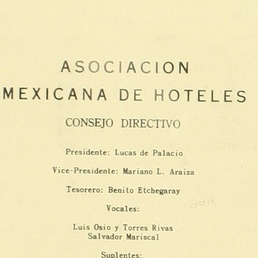 ASOCIACION
MEXICANA DE HOTELES
CONSEJO DIRECTIVO
Presidente: Lucas de Palacio
Vice-Presidente: Mariano L. Araiza
Tesorero: Benito Etchegaray
Vocales:
Luis Osio y Torres Rivas
Salvador Mariscal
Suplentes: